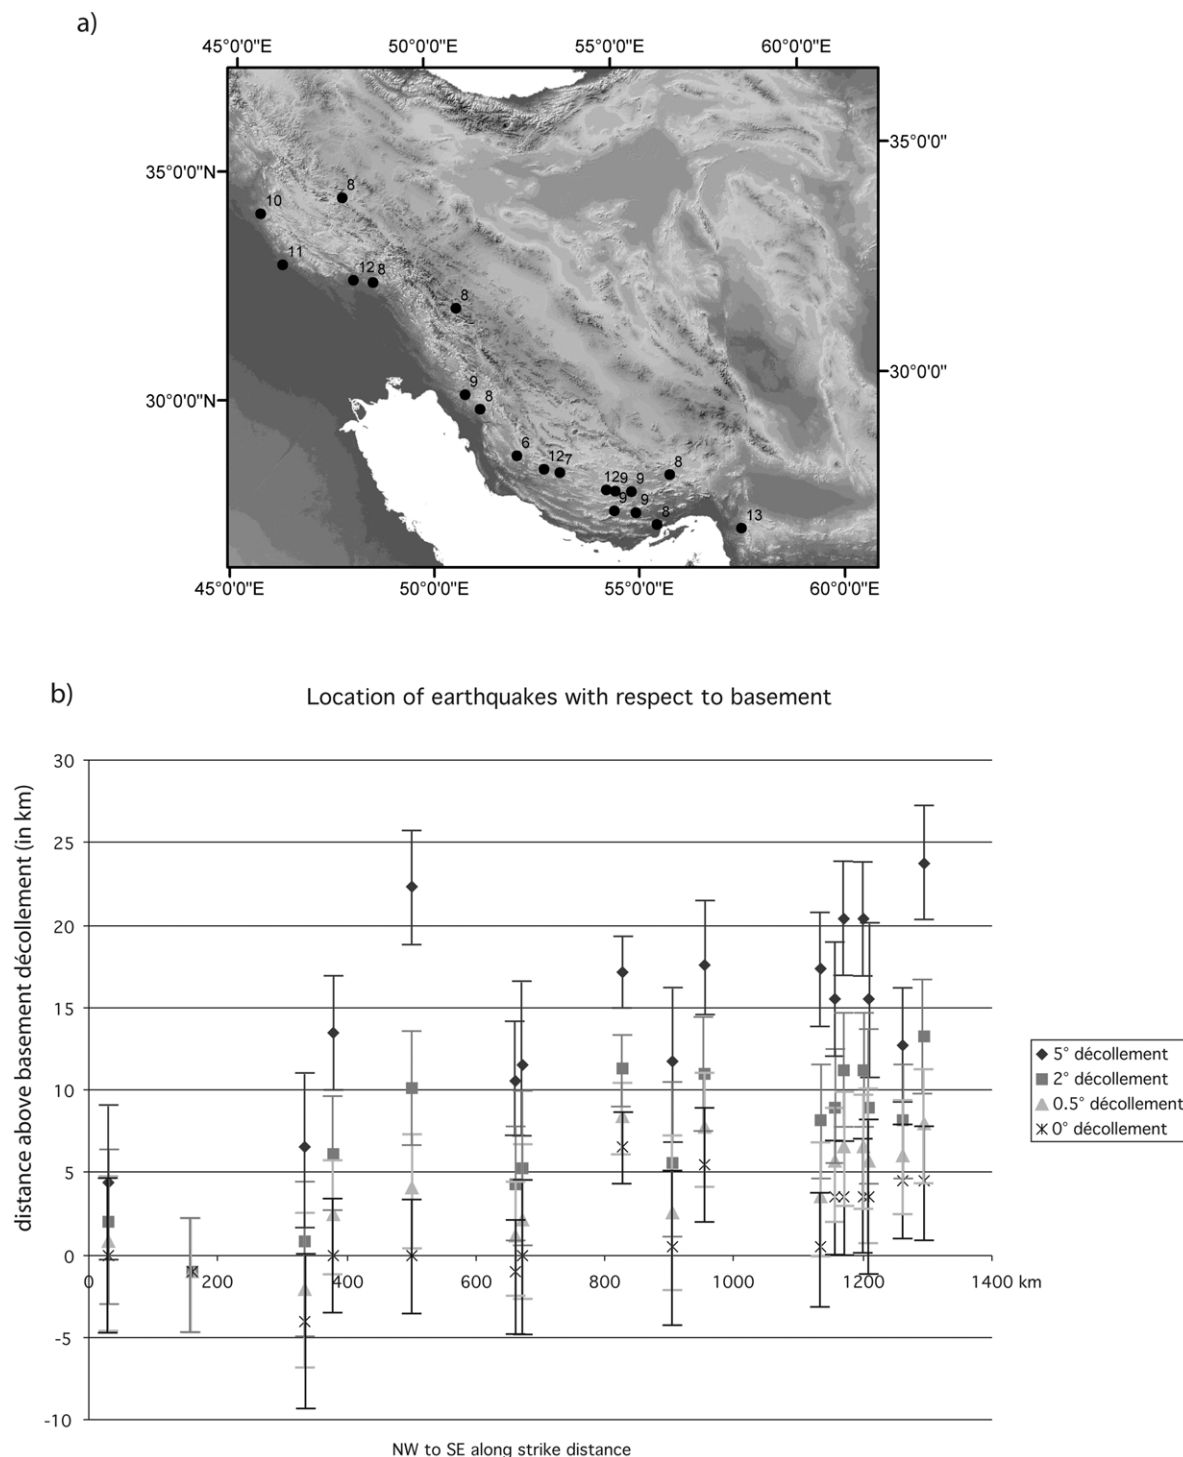 a)
45°0'0"E 50°0'0"E 55°0'0"E 60°0'0"E
35°0'0"
35°0'0"N
8
10
11
12 8
8
30°0'0"
9
30°0'0"N
8
6
12 7
8
12 9 9
9 9
8 13
45°0'0"E 50°0'0"E 55°0'0"E 60°0'0"E
b)
Location of earthquakes with respect to basement
distance above basement décollement (in km)
30
25
20
15
10
5
0
-5
-10
0 200 400 600 800 1000 1200 1400 km
5° décollement
2° décollement
0.5° décollement
0° décollement
NW to SE along strike distance